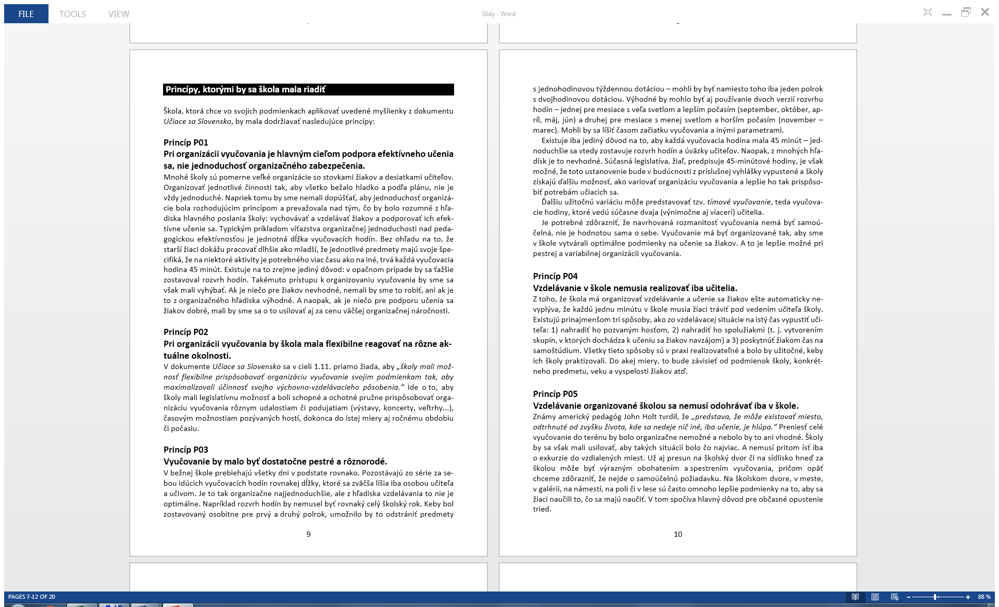 FILE TOOLS VIEW Slidy - Word
Princípy, ktorými by sa škola mala riadiť
Škola, ktorá chce vo svojich podmienkach aplikovať uvedené myšlienky z dokumentu
Učiace sa Slovensko, by mala dodržiavať nasledujúce princípy:
Princíp P01
Pri organizácii vyučovania je hlavným cieľom podpora efektívneho učenia
sa, nie jednoduchosť organizačného zabezpečenia.
Mnohé školy sú pomerne veľké organizácie so stovkami žiakov a desiatkami učiteľov.
Organizovať jednotlivé činnosti tak, aby všetko bežalo hladko a podľa plánu, nie je
vždy jednoduché. Napriek tomu by sme nemali dopúšťať, aby jednoduchosť organizá-
cie bola rozhodujúcim princípom a prevažovala nad tým, čo by bolo rozumné z hľa-
diska hlavného poslania školy: vychovávať a vzdelávať žiakov a podporovať ich efek-
tívne učenie sa. Typickým príkladom víťazstva organizačnej jednoduchosti nad peda-
gogickou efektívnosťou je jednotná dĺžka vyučovacích hodín. Bez ohľadu na to, že
starší žiaci dokážu pracovať dlhšie ako mladší, že jednotlivé predmety majú svoje špe-
cifiká, že na niektoré aktivity je potrebného viac času ako na iné, trvá každá vyučovacia
hodina 45 minút. Existuje na to zrejme jediný dôvod: v opačnom prípade by sa ťažšie
zostavoval rozvrh hodín. Takémuto prístupu k organizovaniu vyučovania by sme sa
však mali vyhýbať. Ak je niečo pre žiakov nevhodné, nemali by sme to robiť, ani ak je
to z organizačného hľadiska výhodné. A naopak, ak je niečo pre podporu učenia sa
žiakov dobré, mali by sme sa o to usilovať aj za cenu väčšej organizačnej náročnosti.
Princíp P02
Pri organizácii vyučovania by škola mala flexibilne reagovať na rôzne ak-
tuálne okolnosti.
V dokumente Učiace sa Slovensko sa v cieli 1.11. priamo žiada, aby „školy mali mož-
nosť flexibilne prispôsobovať organizáciu vyučovanie svojim podmienkam tak, aby
maximalizovali účinnosť svojho výchovno-vzdelávacieho pôsobenia.“ Ide o to, aby
školy mali legislatívnu možnosť a boli schopné a ochotné pružne prispôsobovať orga-
nizáciu vyučovania rôznym udalostiam či podujatiam (výstavy, koncerty, veľtrhy...),
časovým možnostiam pozývaných hostí, dokonca do istej miery aj ročnému obdobiu
či počasiu.
Princíp P03
Vyučovanie by malo byť dostatočne pestré a rôznorodé.
V bežnej škole prebiehajú všetky dni v podstate rovnako. Pozostávajú zo série za se-
bou idúcich vyučovacích hodín rovnakej dĺžky, ktoré sa zväčša líšia iba osobou učiteľa
a učivom. Je to tak organizačne najjednoduchšie, ale z hľadiska vzdelávania to nie je
optimálne. Napríklad rozvrh hodín by nemusel byť rovnaký celý školský rok. Keby bol
zostavovaný osobitne pre prvý a druhý polrok, umožnilo by to odstrániť predmety
9
s jednohodinovou týždennou dotáciou – mohli by byť namiesto toho iba jeden polrok
s dvojhodinovou dotáciou. Výhodné by mohlo byť aj používanie dvoch verzií rozvrhu
hodín – jednej pre mesiace s veľa svetlom a lepším počasím (september, október, ap-
ríl, máj, jún) a druhej pre mesiace s menej svetlom a horším počasím (november –
marec). Mohli by sa líšiť časom začiatku vyučovania a inými parametrami.
Existuje iba jediný dôvod na to, aby každá vyučovacia hodina mala 45 minút – jed-
noduchšie sa vtedy zostavuje rozvrh hodín a úväzky učiteľov. Naopak, z mnohých hľa-
dísk je to nevhodné. Súčasná legislatíva, žiaľ, predpisuje 45-minútové hodiny, je však
možné, že toto ustanovenie bude v budúcnosti z príslušnej vyhlášky vypustené a školy
získajú ďalšiu možnosť, ako variovať organizáciu vyučovania a lepšie ho tak prispôso-
biť potrebám učiacich sa.
Ďalšiu užitočnú variáciu môže predstavovať tzv. tímové vyučovanie, teda vyučova-
cie hodiny, ktoré vedú súčasne dvaja (výnimočne aj viacerí) učitelia.
Je potrebné zdôrazniť, že navrhovaná rozmanitosť vyučovania nemá byť samoú-
čelná, nie je hodnotou sama o sebe. Vyučovanie má byť organizované tak, aby sme
v škole vytvárali optimálne podmienky na učenie sa žiakov. A to je lepšie možné pri
pestrej a variabilnej organizácii vyučovania.
Princíp P04
Vzdelávanie v škole nemusia realizovať iba učitelia.
Z toho, že škola má organizovať vzdelávanie a učenie sa žiakov ešte automaticky ne-
vyplýva, že každú jednu minútu v škole musia žiaci tráviť pod vedením učiteľa školy.
Existujú prinajmenšom tri spôsoby, ako zo vzdelávacej situácie na istý čas vypustiť uči-
teľa: 1) nahradiť ho pozvaným hosťom, 2) nahradiť ho spolužiakmi (t. j. vytvorením
skupín, v ktorých dochádza k učeniu sa žiakov navzájom) a 3) poskytnúť žiakom čas na
samoštúdium. Všetky tieto spôsoby sú v praxi realizovateľné a bolo by užitočné, keby
ich školy praktizovali. Do akej miery, to bude závisieť od podmienok školy, konkrét-
neho predmetu, veku a vyspelosti žiakov atď.
Princíp P05
Vzdelávanie organizované školou sa nemusí odohrávať iba v škole.
Známy americký pedagóg John Holt tvrdil, že „predstava, že môže existovať miesto,
odtrhnuté od zvyšku života, kde sa nedeje nič iné, iba učenie, je hlúpa.“ Preniesť celé
vyučovanie do terénu by bolo organizačne nemožné a nebolo by to ani vhodné. Školy
by sa však mali usilovať, aby takých situácií bolo čo najviac. A nemusí pritom ísť iba
o exkurzie do vzdialených miest. Už aj presun na školský dvor či na sídlisko hneď za
školou môže byť výrazným obohatením a spestrením vyučovania, pričom opäť
chceme zdôrazniť, že nejde o samoúčelnú požiadavku. Na školskom dvore, v meste,
v galérii, na námestí, na poli či v lese sú často omnoho lepšie podmienky na to, aby sa
žiaci naučili to, čo sa majú naučiť. V tom spočíva hlavný dôvod pre občasné opustenie
tried.
10
PAGES 7-12 OF 20 88 %